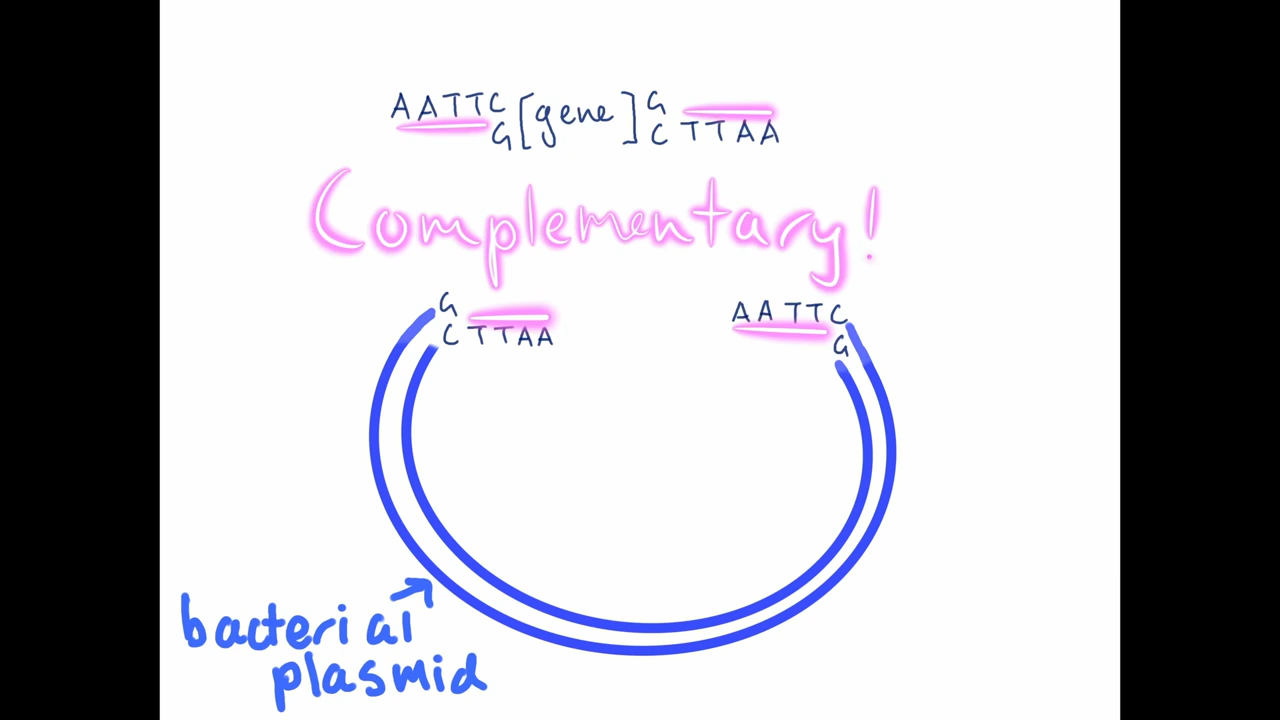 AATTC [gene] G
G CTTAA
Complementary!
G AATTC
CTTAA G
bacterial
plasmid